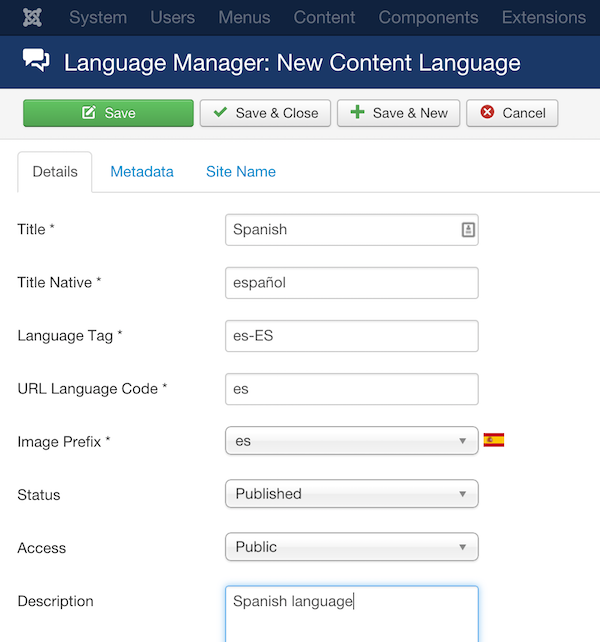 System Users Menus Content Components Extensions
Language Manager: New Content Language
Save Save & Close Save & New Cancel
Details Metadata Site Name
Title * Spanish
Title Native * español
Language Tag * es-ES
URL Language Code * es
Image Prefix * es
Status Published
Access Public
Description Spanish language